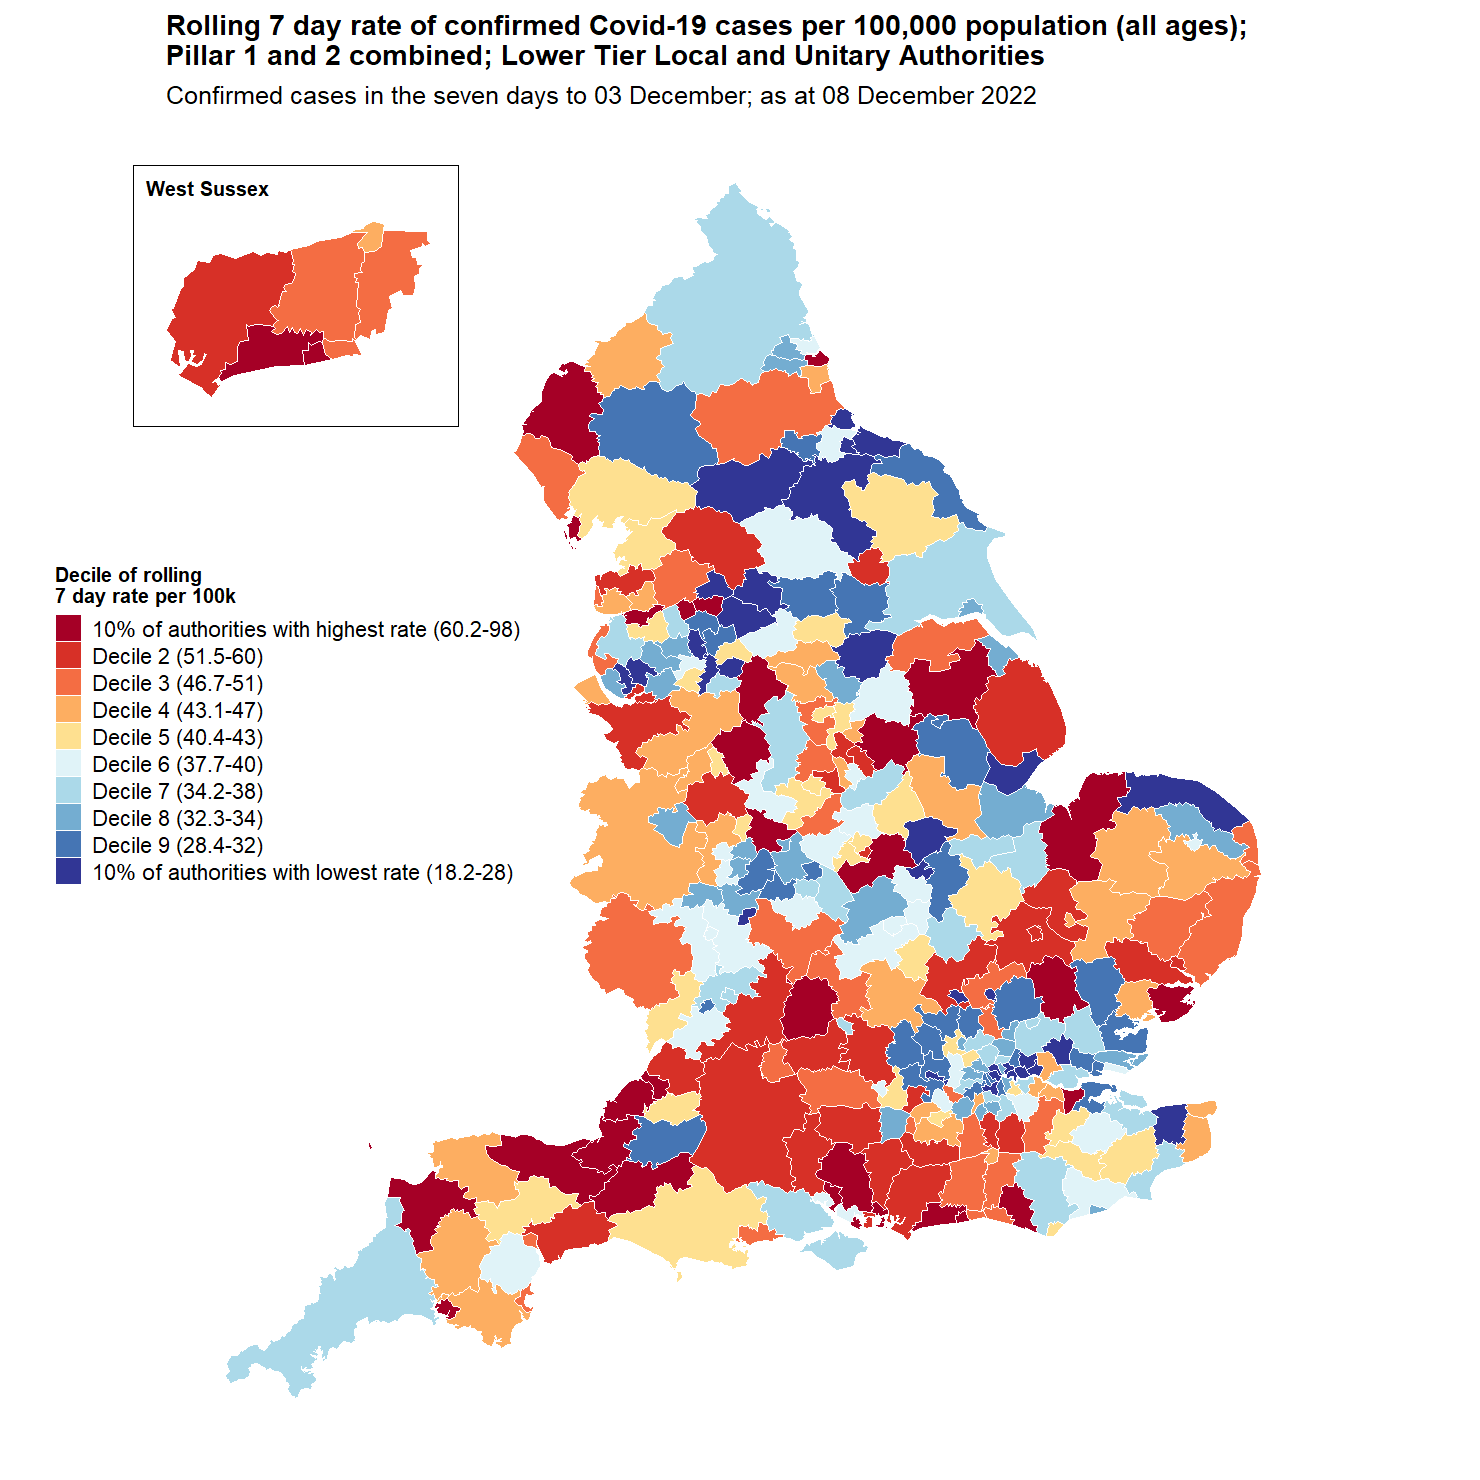 Rolling 7 day rate of confirmed Covid-19 cases per 100,000 population (all ages);
Pillar 1 and 2 combined; Lower Tier Local and Unitary Authorities
Confirmed cases in the seven days to 03 December; as at 08 December 2022
West Sussex
Decile of rolling
7 day rate per 100k
10% of authorities with highest rate (60.2-98)
Decile 2 (51.5-60)
Decile 3 (46.7-51)
Decile 4 (43.1-47)
Decile 5 (40.4-43)
Decile 6 (37.7-40)
Decile 7 (34.2-38)
Decile 8 (32.3-34)
Decile 9 (28.4-32)
10% of authorities with lowest rate (18.2-28)